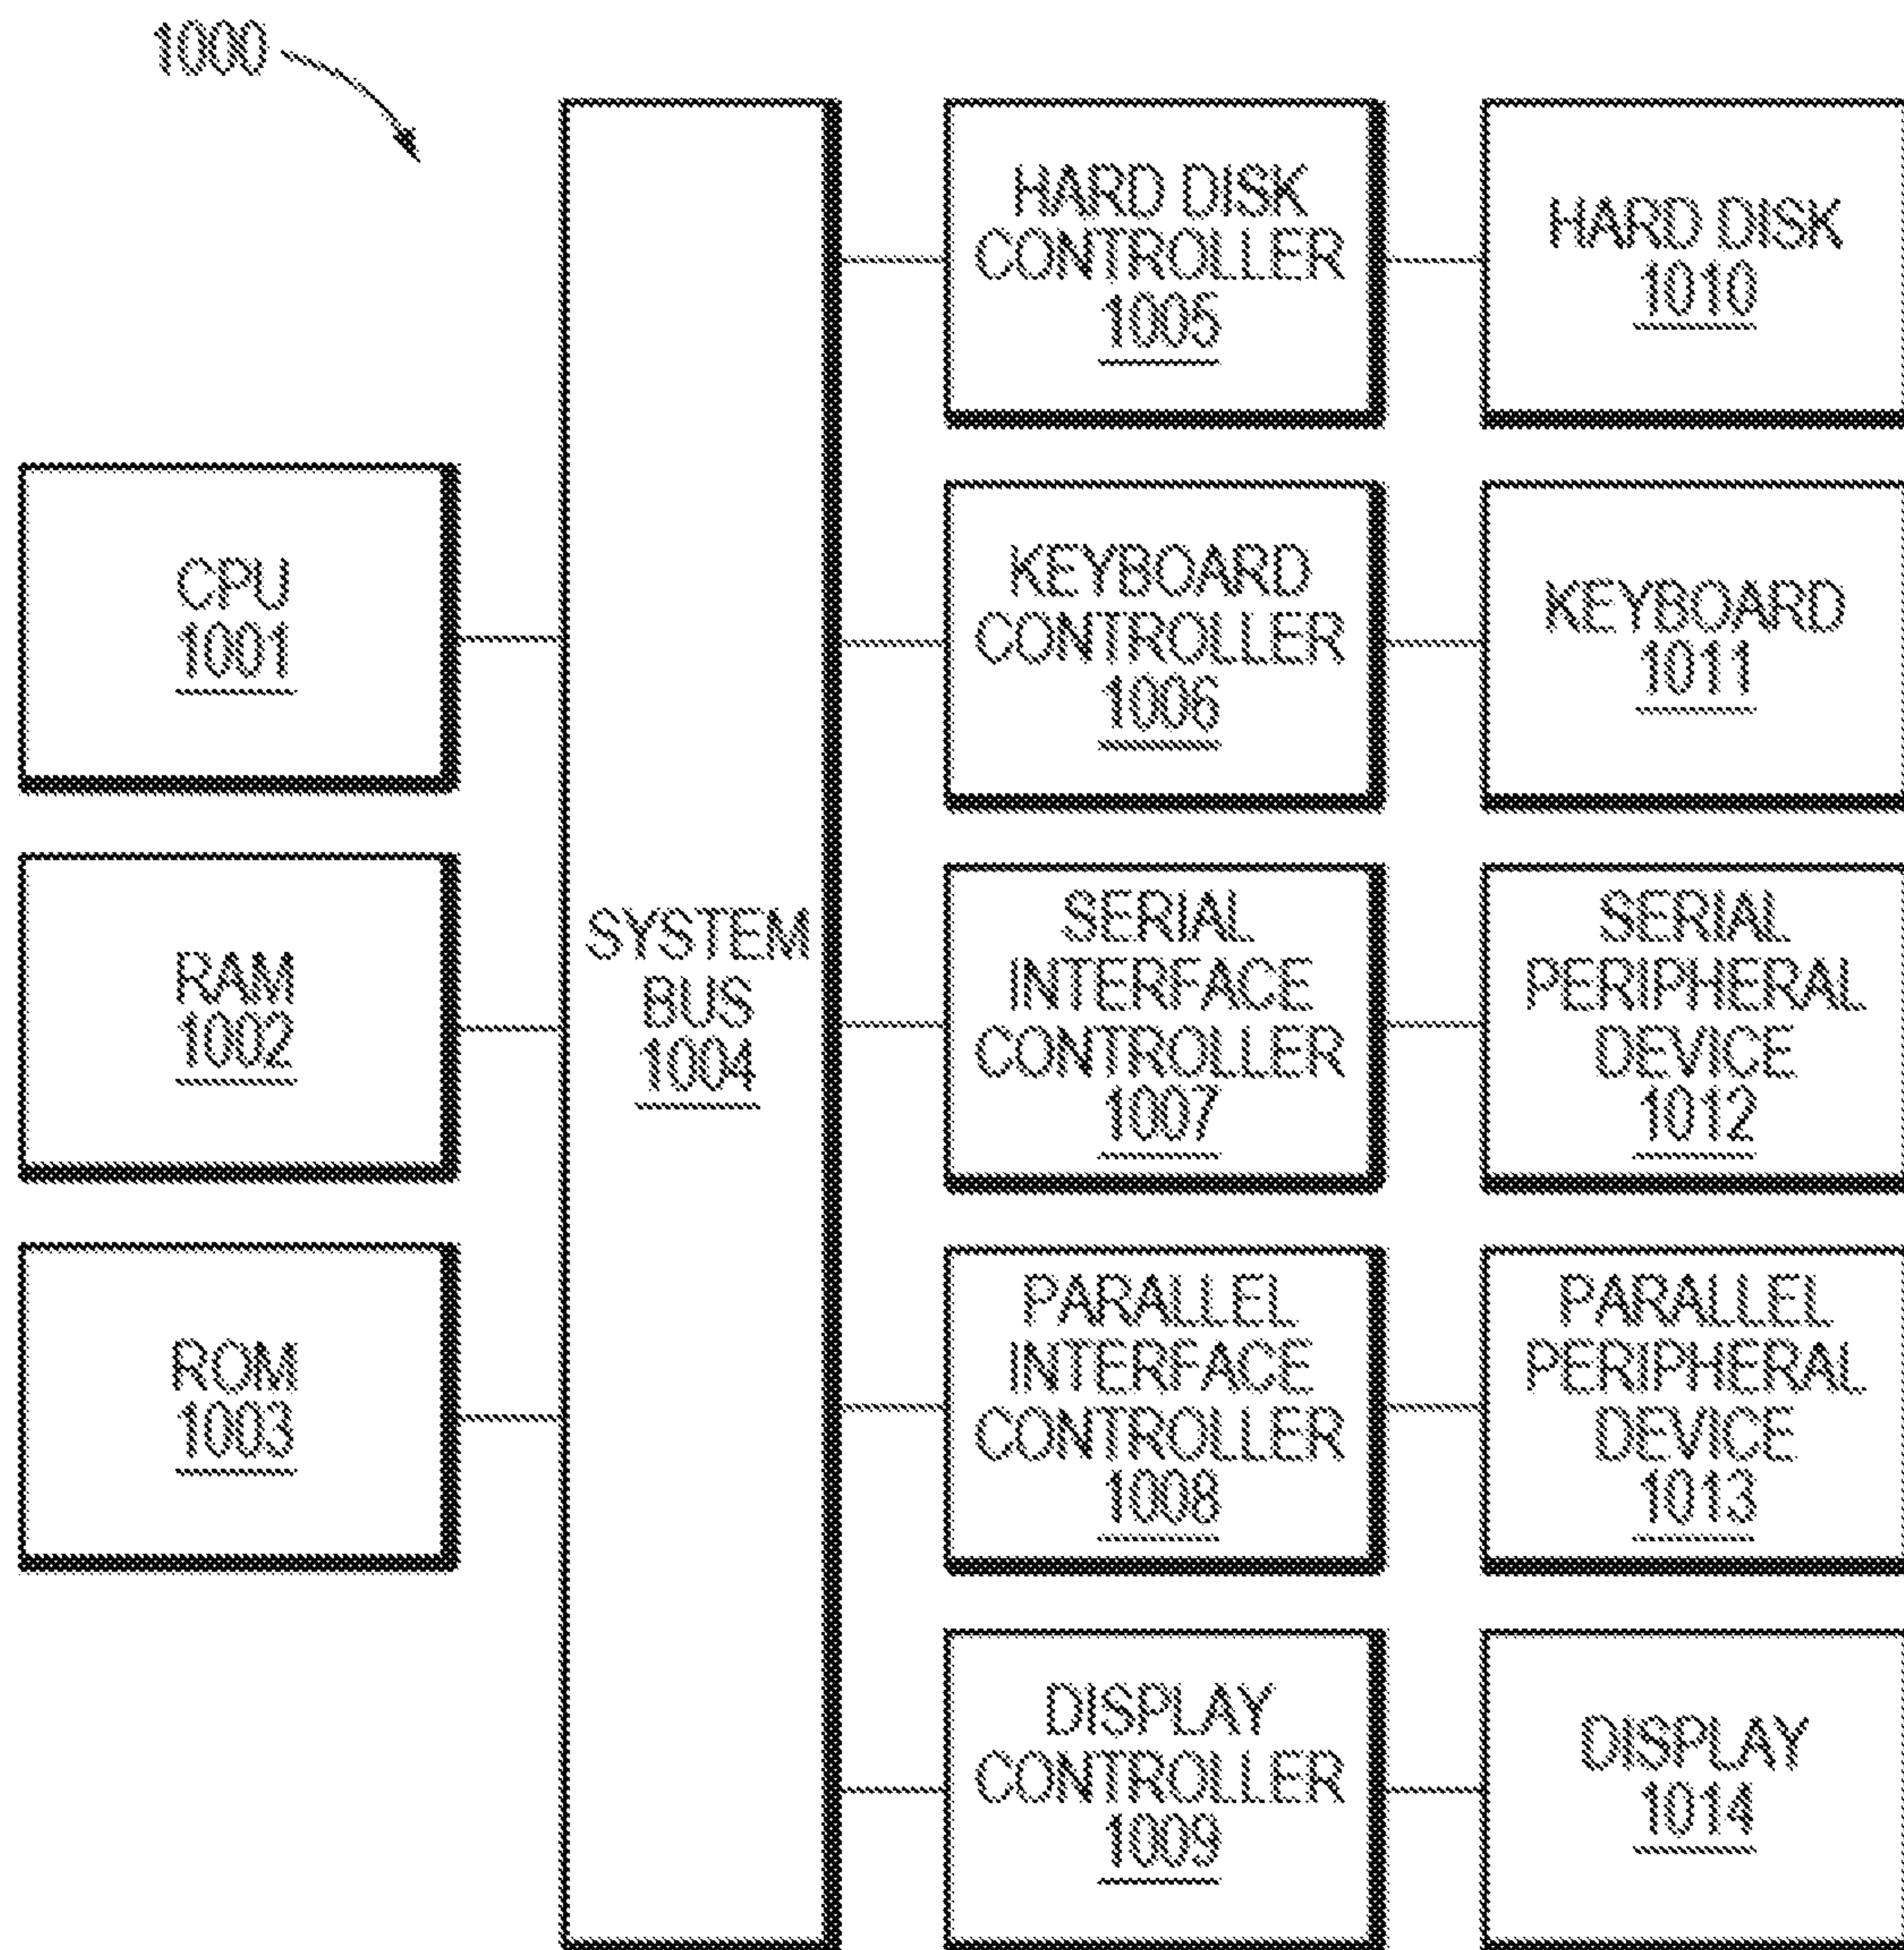 1000
HARD DISK
CONTROLLER
1005
HARD DISK
1010
CPU
1001
KEYBOARD
CONTROLLER
1006
KEYBOARD
1011
RAM
1002
SYSTEM
BUS
1004
SERIAL
INTERFACE
CONTROLLER
1007
SERIAL
PERIPHERAL
DEVICE
1012
ROM
1003
PARALLEL
INTERFACE
CONTROLLER
1008
PARALLEL
PERIPHERAL
DEVICE
1013
DISPLAY
CONTROLLER
1009
DISPLAY
1014